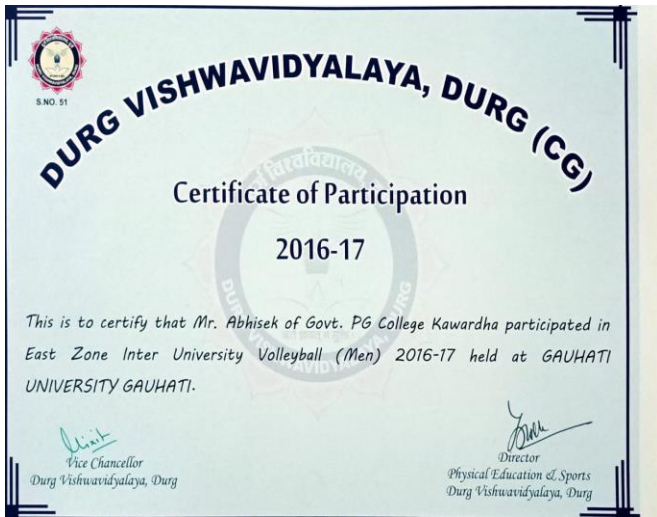 S.NO. 51
DURG VISHWAVIDYALAYA, DURG (CG)
Certificate of Participation
2016-17
This is to certify that Mr. Abhisek of Govt. PG College Kawardha participated in
East Zone Inter University Volleyball (Men) 2016-17 held at GAUHATI
UNIVERSITY GAUHATI.
Vice Chancellor
Durg Vishwavidyalaya, Durg
Director
Physical Education & Sports
Durg Vishwavidyalaya, Durg